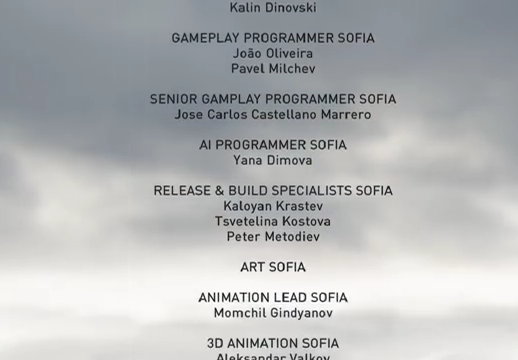 Kalin Dinovski
GAMEPLAY PROGRAMMER SOFIA
João Oliveira
Pavel Milchev
SENIOR GAMPLAY PROGRAMMER SOFIA
Jose Carlos Castellano Marrero
AI PROGRAMMER SOFIA
Yana Dimova
RELEASE & BUILD SPECIALISTS SOFIA
Kaloyan Krastev
Tsvetelina Kostova
Peter Metodiev
ART SOFIA
ANIMATION LEAD SOFIA
Momchil Gindyanov
3D ANIMATION SOFIA
Aleksandar Valkov